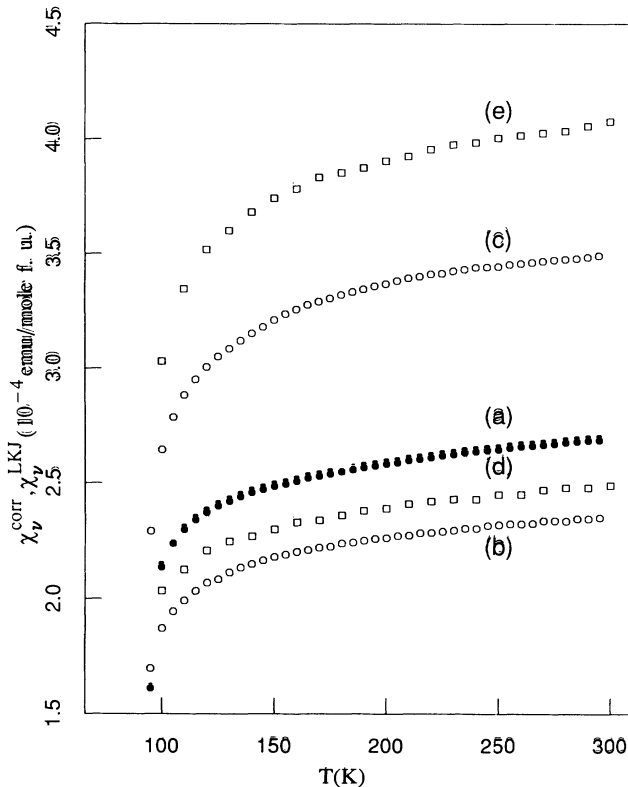 χν^corr, χν^LKJ (10⁻⁴ emu/mole f. u.)
4.5
4.0
3.5
3.0
2.5
2.0
1.5
(e)
(c)
(a)
(d)
(b)
100 150 200 250 300
T(K)